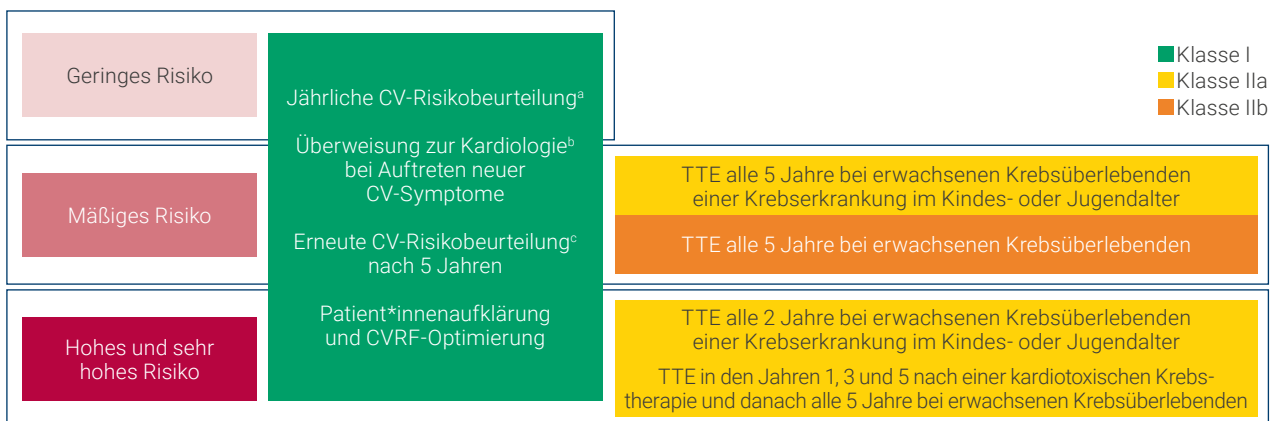 Geringes Risiko
Jährliche CV-Risikobeurteilungᵃ
Überweisung zur Kardiologieᵇ
bei Auftreten neuer
CV-Symptome
Erneute CV-Risikobeurteilungᶜ
nach 5 Jahren
Patient*innenaufklärung
und CVRF-Optimierung
Klasse I
Klasse IIa
Klasse IIb
Mäßiges Risiko
TTE alle 5 Jahre bei erwachsenen Krebsüberlebenden
einer Krebserkrankung im Kindes- oder Jugendalter
TTE alle 5 Jahre bei erwachsenen Krebsüberlebenden
Hohes und sehr
hohes Risiko
TTE alle 2 Jahre bei erwachsenen Krebsüberlebenden
einer Krebserkrankung im Kindes- oder Jugendalter
TTE in den Jahren 1, 3 und 5 nach einer kardiotoxischen Krebs-
therapie und danach alle 5 Jahre bei erwachsenen Krebsüberlebenden